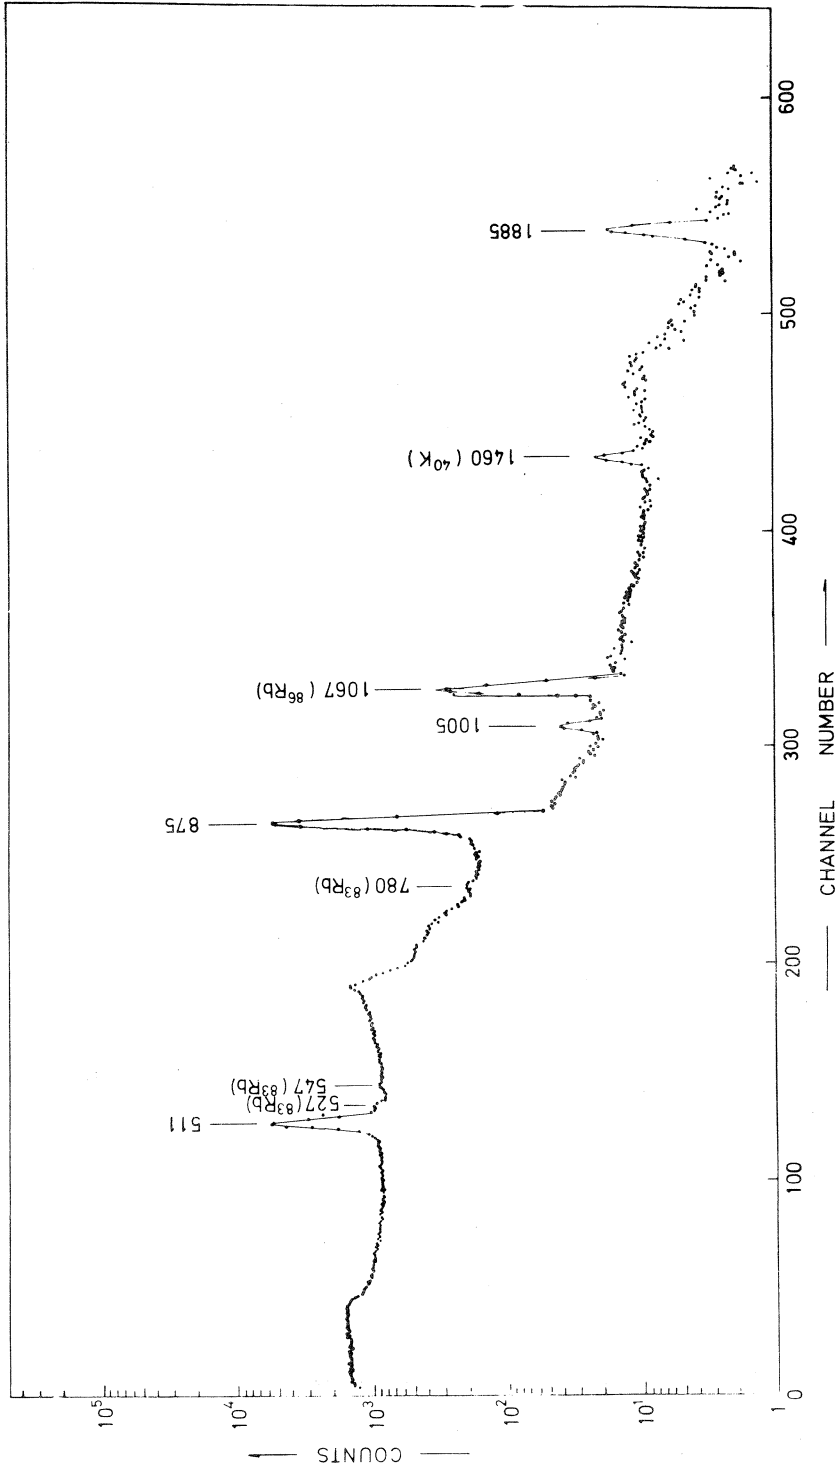 COUNTS
10⁵
10⁴
10³
10²
10¹
1
0
100
200
300
400
500
600
CHANNEL NUMBER
511
527 (⁸³Rb)
547 (⁸³Rb)
780 (⁸³Rb)
875
1005
1067 (⁸⁶Rb)
1460 (⁴⁰K)
1885